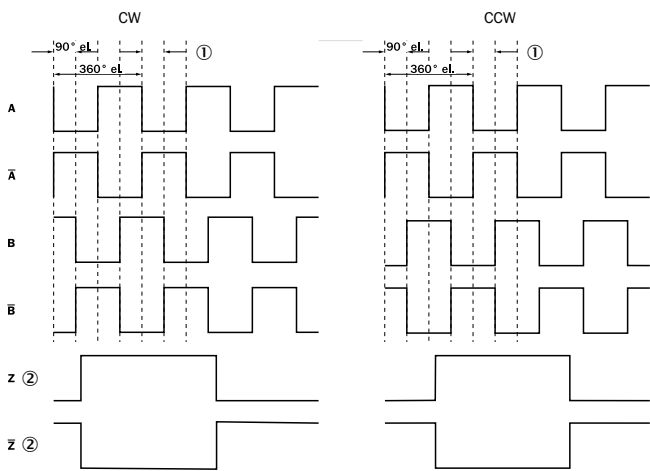 CW CCW
90° el. ① 90° el. ①
360° el. 360° el.
A
A̅
B
B̅
Z ②
Z̅ ②